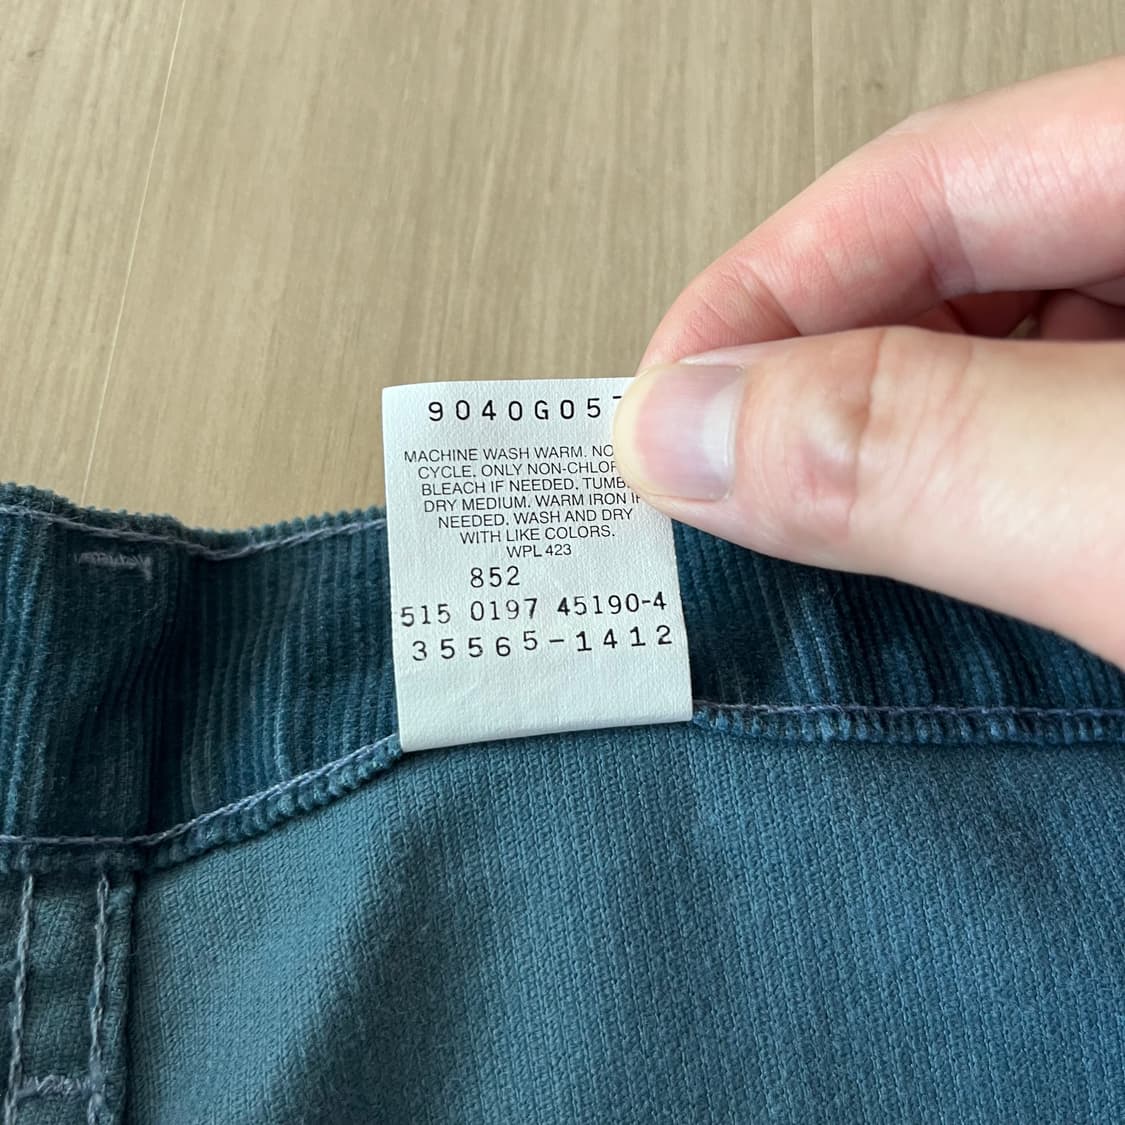 9040G05
MACHINE WASH WARM. NO
CYCLE, ONLY NON-CHLOR
BLEACH IF NEEDED. TUMB
DRY MEDIUM. WARM IRON IF
NEEDED. WASH AND DRY
WITH LIKE COLORS.
WPL 423
852
515 0197 45190-4
35565-1412